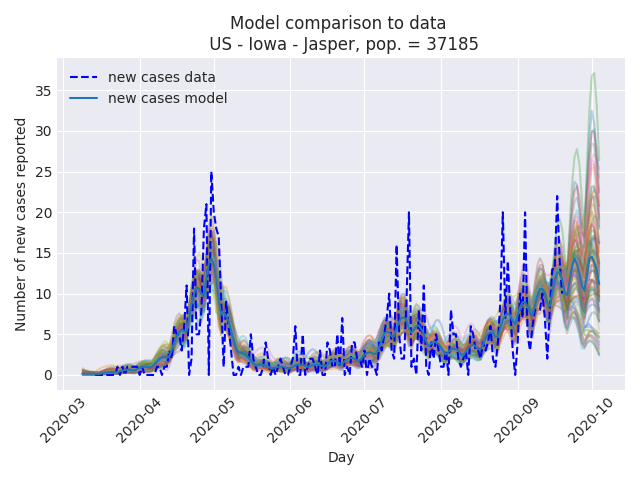 Model comparison to data
US - Iowa - Jasper, pop. = 37185
new cases data
new cases model
Number of new cases reported
35
30
25
20
15
10
5
0
2020-03
2020-04
2020-05
2020-06
2020-07
2020-08
2020-09
2020-10
Day